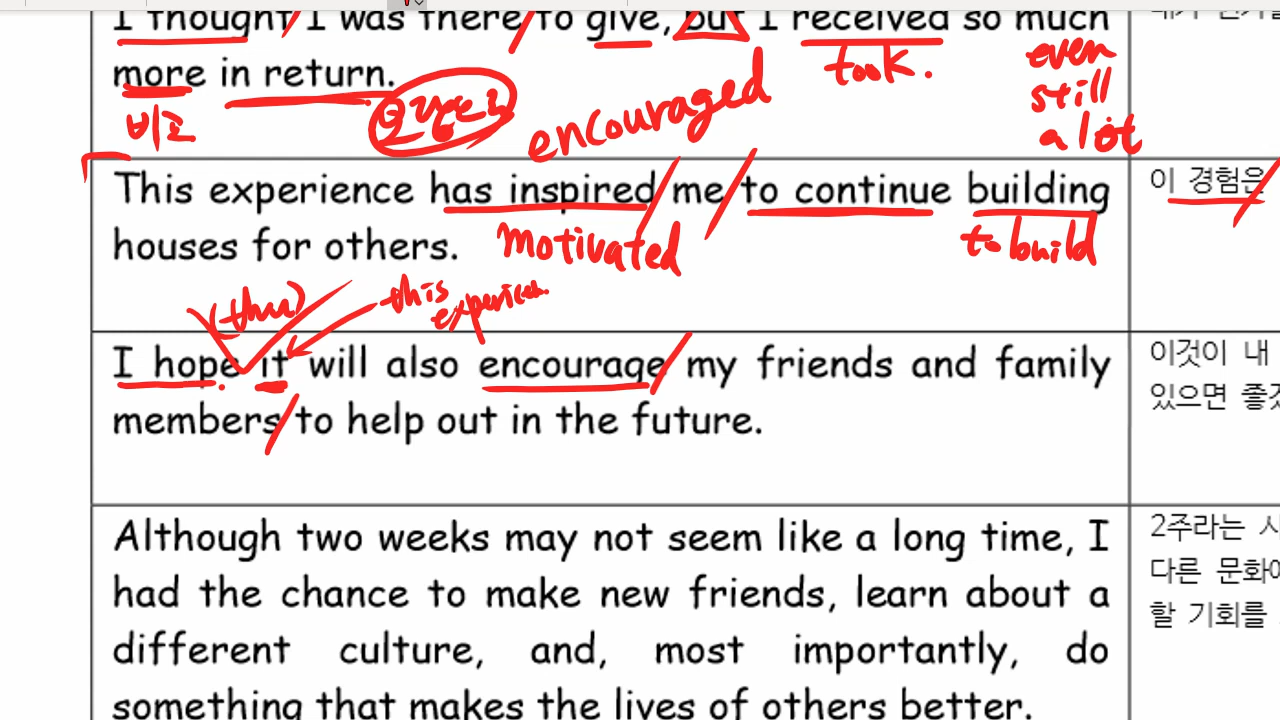 I thought I was there to give, but I received so much
took.
even
more in return.
still
비교
encouraged
a lot
This experience has inspired me to continue building
이 경험은
motivated
to build
houses for others.
this
I hope it will also encourage my friends and family
이것이 내
members to help out in the future.
있으면 좋겠
Although two weeks may not seem like a long time, I
2주라는 시
had the chance to make new friends, learn about a
다른 문화에
different culture, and, most importantly, do
할 기회를
something that makes the lives of others better.